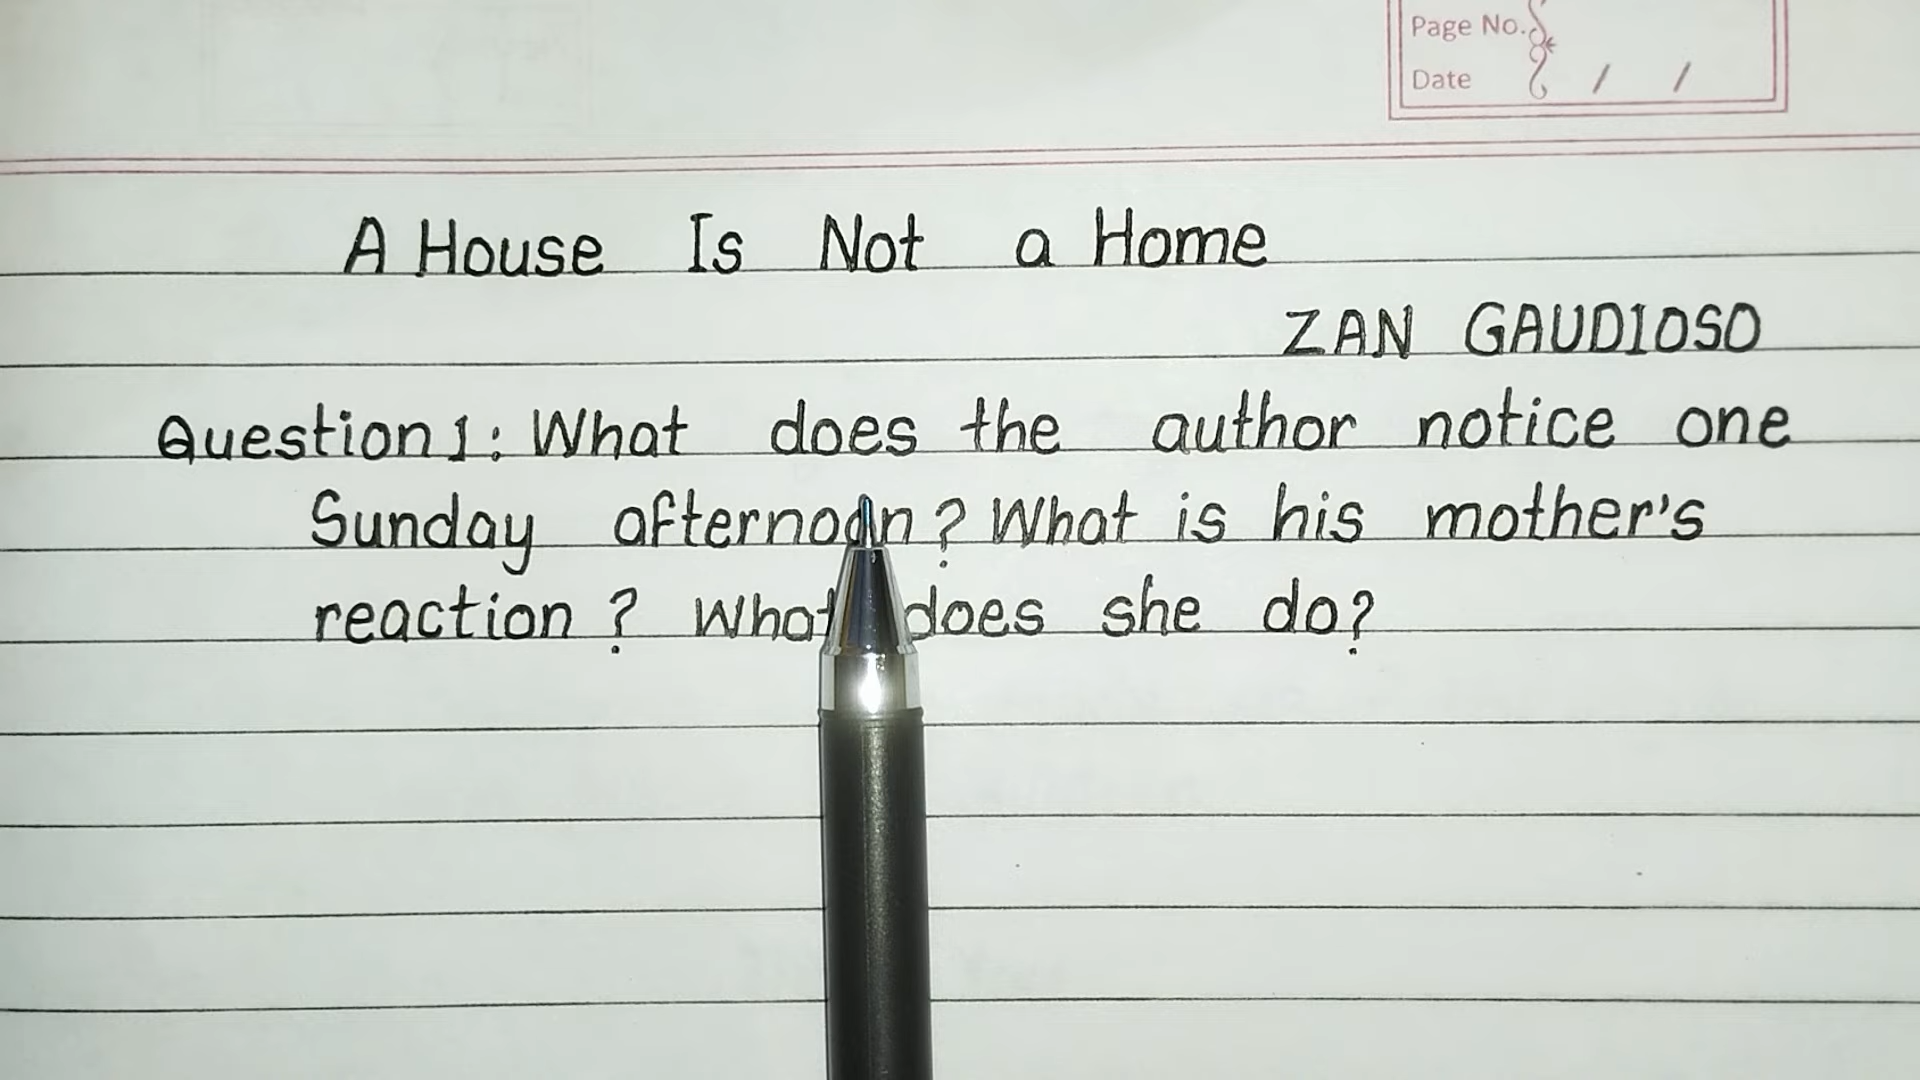 Page No.
Date / /
A House Is Not a Home
ZAN GAUDIOSO
Question 1: What does the author notice one
Sunday afternoon? What is his mother's
reaction? What does she do?